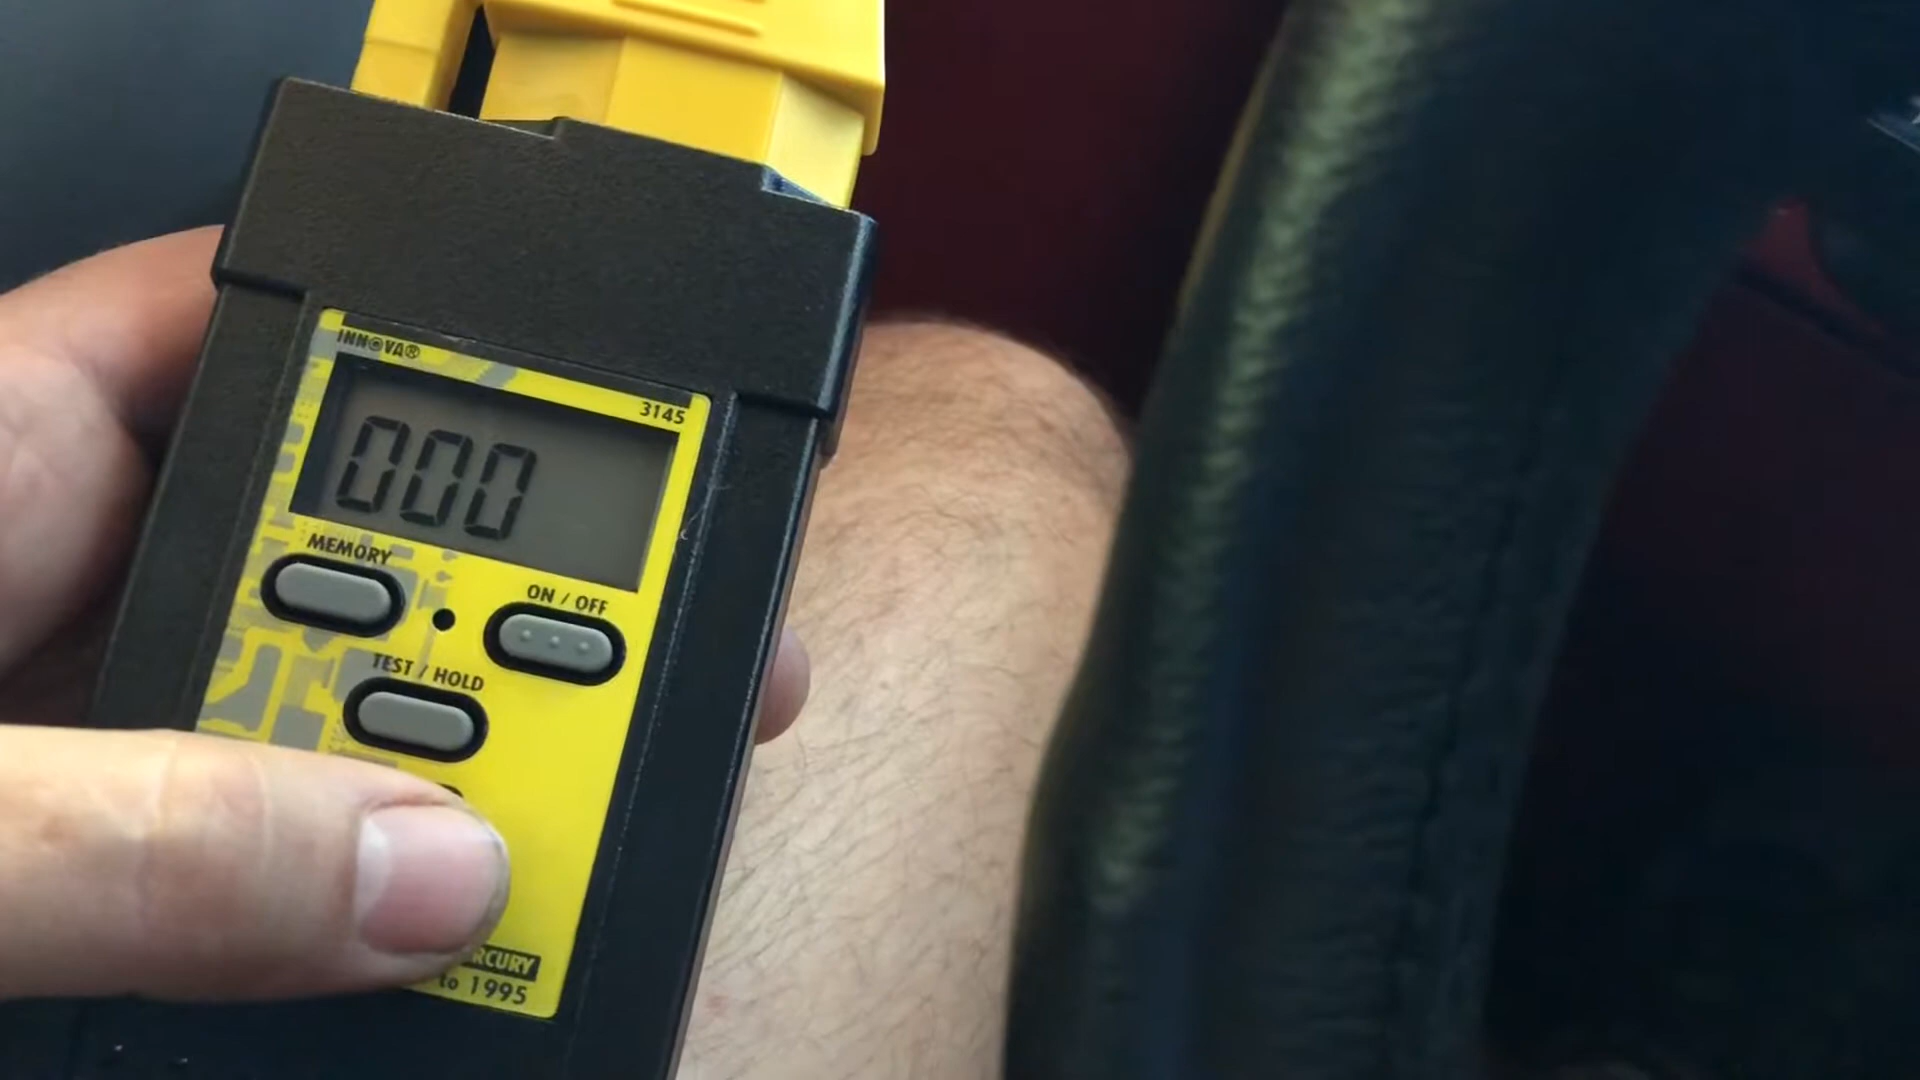 INNOVA®
3145
000
MEMORY
ON / OFF
TEST / HOLD
to 1995